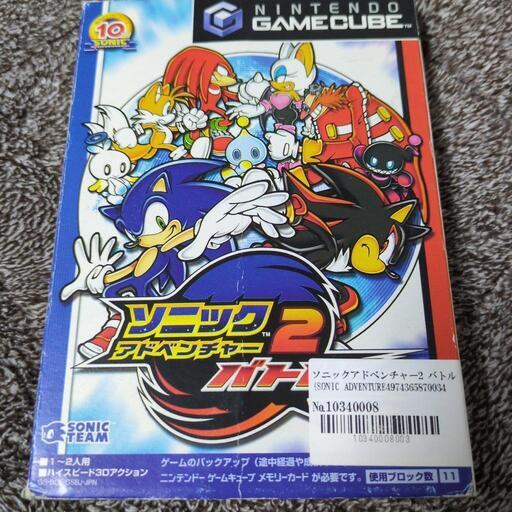 NINTENDO
GAMECUBE™
10
SONIC
ソニック
アドベンチャー2
TM
バト
ソニックアドベンチャー2 バトル
(SONIC ADVENTURE4974365870034
№10340008
10340008003
SONIC
TEAM
■1〜2人用
■ハイスピード3Dアクション
ゲームのバックアップ(途中経過や成
ニンテンドー ゲームキューブ メモリーカード が必要です。
使用ブロック数 11